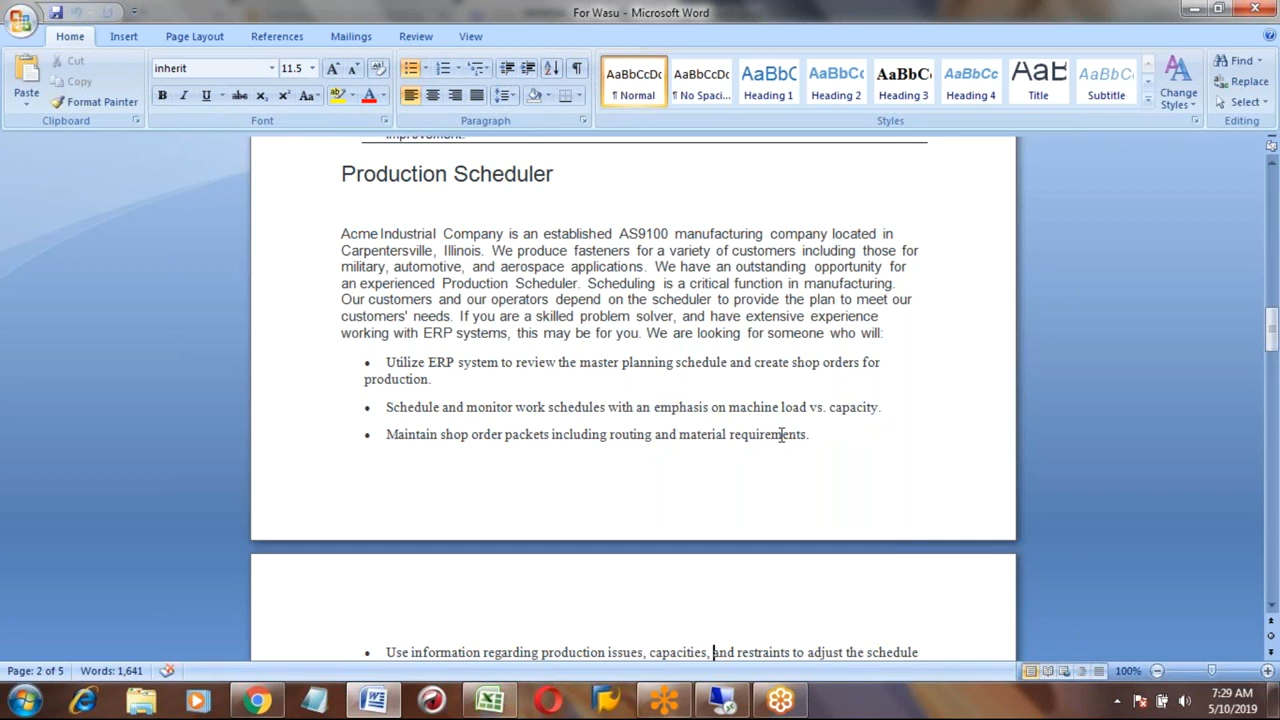 For Wasu - Microsoft Word
Home Insert Page Layout References Mailings Review View
Paste
Cut
Copy
Format Painter
Clipboard
inherit 11.5
Font
Paragraph
AaBbCcDc AaBbCcDc AaBbC AaBbCc AaBbC AaBbCc AaB AaBbCc
¶ Normal ¶ No Spaci... Heading 1 Heading 2 Heading 3 Heading 4 Title Subtitle
Change
Styles
Styles
Find
Replace
Select
Editing
improvement.
Production Scheduler
Acme Industrial Company is an established AS9100 manufacturing company located in
Carpentersville, Illinois. We produce fasteners for a variety of customers including those for
military, automotive, and aerospace applications. We have an outstanding opportunity for
an experienced Production Scheduler. Scheduling is a critical function in manufacturing.
Our customers and our operators depend on the scheduler to provide the plan to meet our
customers' needs. If you are a skilled problem solver, and have extensive experience
working with ERP systems, this may be for you. We are looking for someone who will:
• Utilize ERP system to review the master planning schedule and create shop orders for
production.
• Schedule and monitor work schedules with an emphasis on machine load vs. capacity.
• Maintain shop order packets including routing and material requirements.
• Use information regarding production issues, capacities, and restraints to adjust the schedule
Page: 2 of 5 Words: 1,641 100%
7:29 AM
5/10/2019